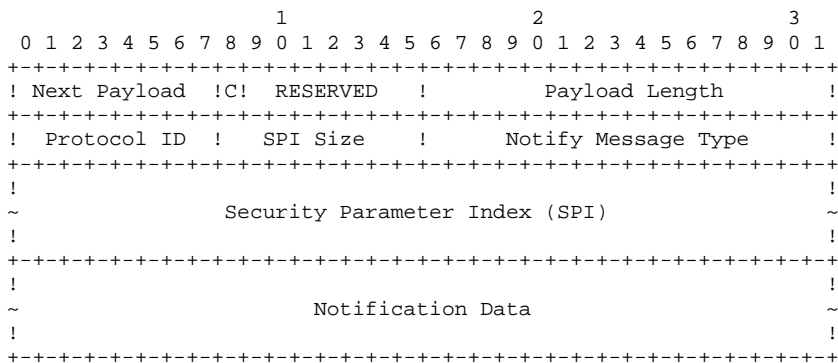 1                   2                   3
 0 1 2 3 4 5 6 7 8 9 0 1 2 3 4 5 6 7 8 9 0 1 2 3 4 5 6 7 8 9 0 1
+-+-+-+-+-+-+-+-+-+-+-+-+-+-+-+-+-+-+-+-+-+-+-+-+-+-+-+-+-+-+-+-+
! Next Payload  !C!  RESERVED   !         Payload Length        !
+-+-+-+-+-+-+-+-+-+-+-+-+-+-+-+-+-+-+-+-+-+-+-+-+-+-+-+-+-+-+-+-+
!  Protocol ID  !   SPI Size    !      Notify Message Type      !
+-+-+-+-+-+-+-+-+-+-+-+-+-+-+-+-+-+-+-+-+-+-+-+-+-+-+-+-+-+-+-+-+
!                                                               !
~                Security Parameter Index (SPI)                 ~
!                                                               !
+-+-+-+-+-+-+-+-+-+-+-+-+-+-+-+-+-+-+-+-+-+-+-+-+-+-+-+-+-+-+-+-+
!                                                               !
~                       Notification Data                       ~
!                                                               !
+-+-+-+-+-+-+-+-+-+-+-+-+-+-+-+-+-+-+-+-+-+-+-+-+-+-+-+-+-+-+-+-+